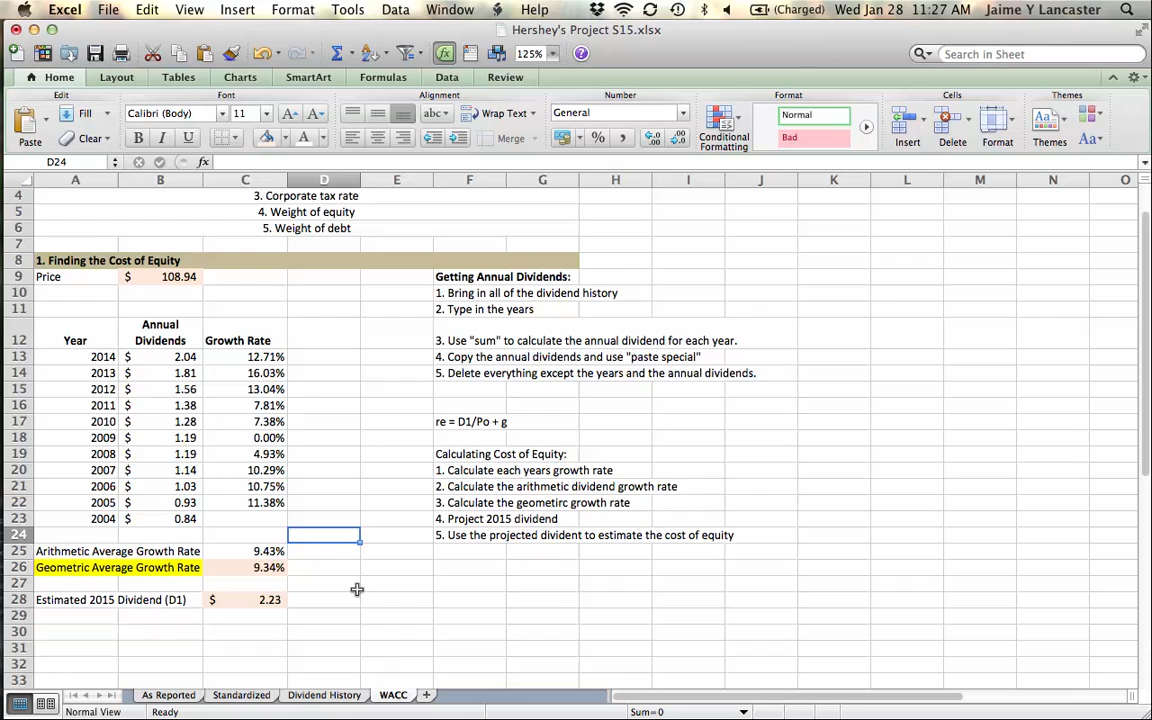 Excel File Edit View Insert Format Tools Data Window Help (Charged) Wed Jan 28 11:27 AM Jaime Y Lancaster
Hershey's Project S15.xlsx
125% Search in Sheet
Home Layout Tables Charts SmartArt Formulas Data Review
Edit Font Alignment Number Format Cells Themes
Paste Fill Clear Calibri (Body) 11 abc Wrap Text General Conditional Formatting Normal Insert Delete Format Themes Aa
B I U A Merge % , Bad
D24 fx
A B C D E F G H I J K L M N O
4 3. Corporate tax rate
5 4. Weight of equity
6 5. Weight of debt
7
8 1. Finding the Cost of Equity
9 Price $ 108.94 Getting Annual Dividends:
10 1. Bring in all of the dividend history
11 2. Type in the years
12 Year Annual Dividends Growth Rate 3. Use "sum" to calculate the annual dividend for each year.
13 2014 $ 2.04 12.71% 4. Copy the annual dividends and use "paste special"
14 2013 $ 1.81 16.03% 5. Delete everything except the years and the annual dividends.
15 2012 $ 1.56 13.04%
16 2011 $ 1.38 7.81%
17 2010 $ 1.28 7.38% re = D1/Po + g
18 2009 $ 1.19 0.00%
19 2008 $ 1.19 4.93% Calculating Cost of Equity:
20 2007 $ 1.14 10.29% 1. Calculate each years growth rate
21 2006 $ 1.03 10.75% 2. Calculate the arithmetic dividend growth rate
22 2005 $ 0.93 11.38% 3. Calculate the geometirc growth rate
23 2004 $ 0.84 4. Project 2015 dividend
24 5. Use the projected divident to estimate the cost of equity
25 Arithmetic Average Growth Rate 9.43%
26 Geometric Average Growth Rate 9.34%
27
28 Estimated 2015 Dividend (D1) $ 2.23
29
30
31
32
33
As Reported Standardized Dividend History WACC
Normal View Ready Sum=0